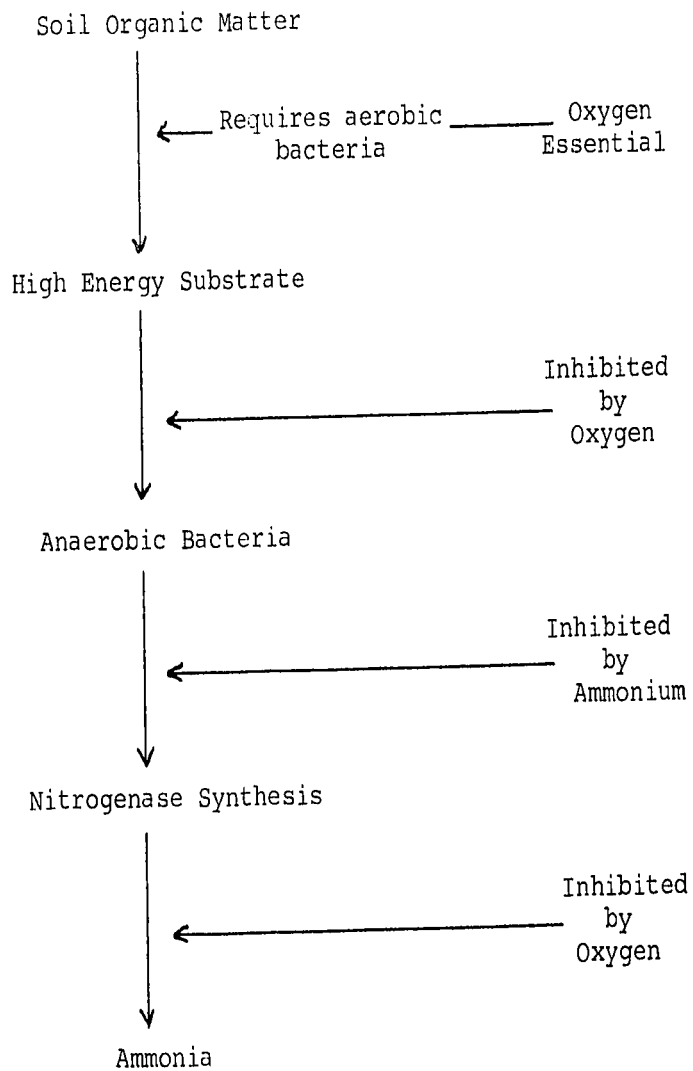 Soil Organic Matter
Requires aerobic
bacteria
Oxygen
Essential
High Energy Substrate
Inhibited
by
Oxygen
Anaerobic Bacteria
Inhibited
by
Ammonium
Nitrogenase Synthesis
Inhibited
by
Oxygen
Ammonia